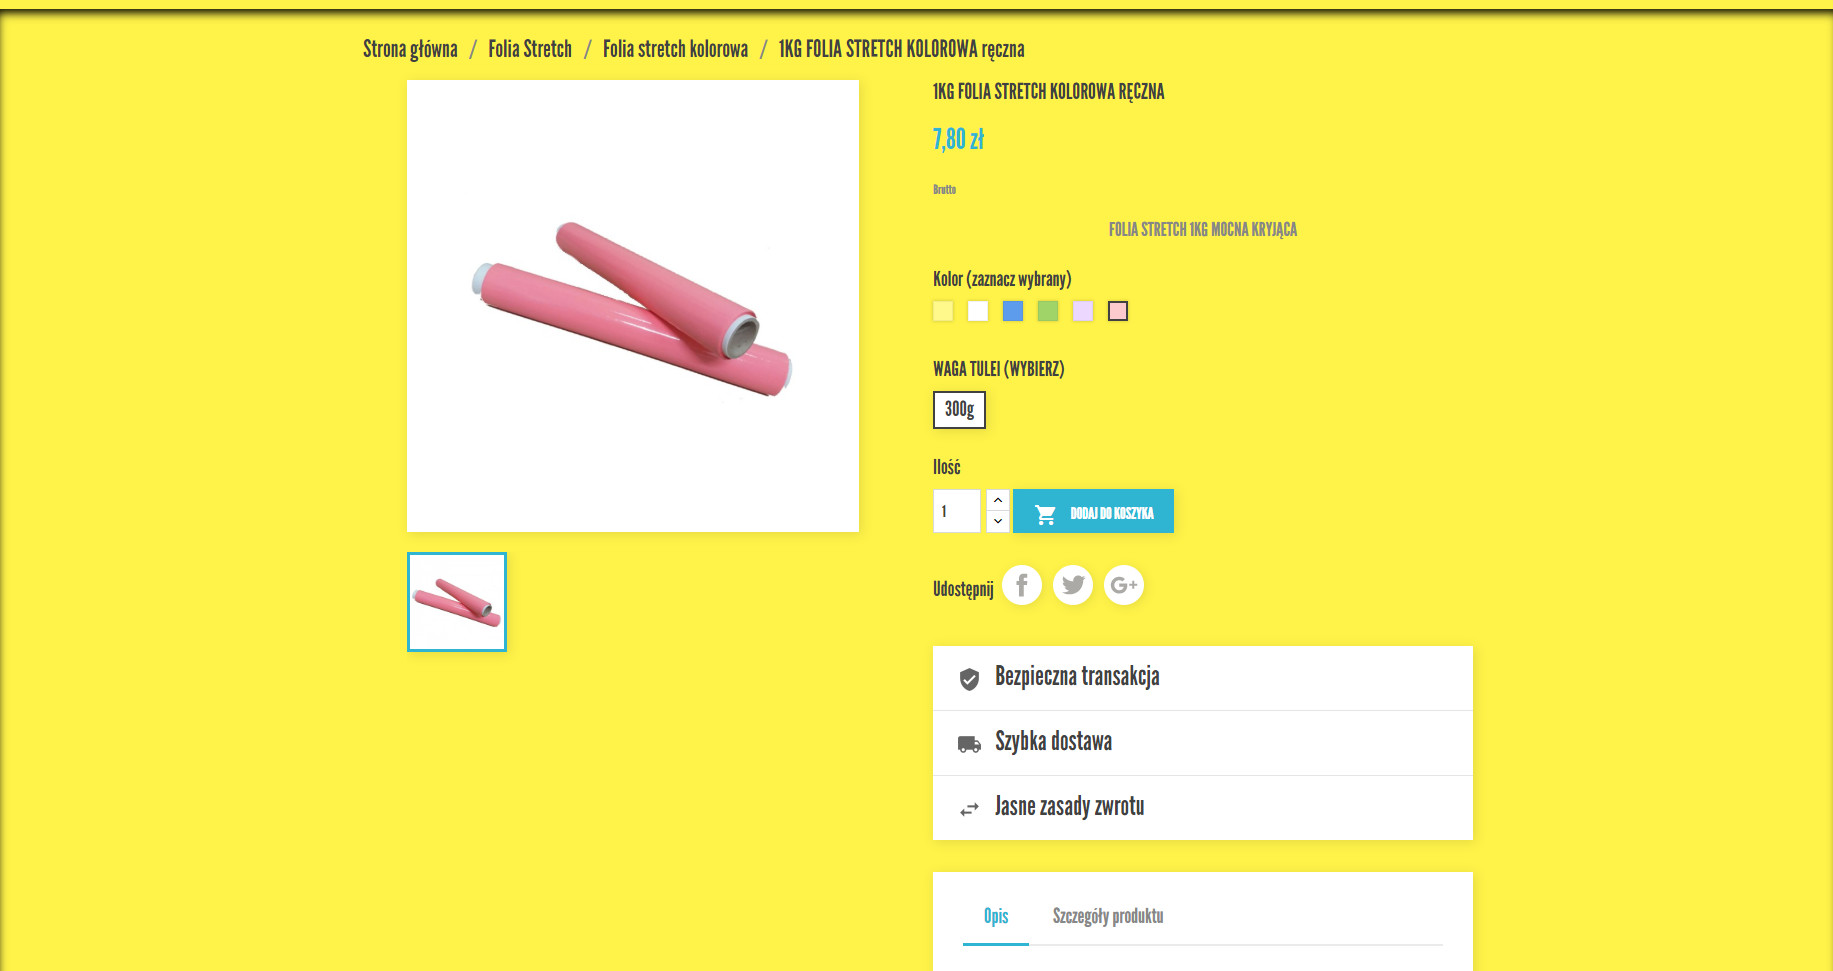 Strona główna / Folia Stretch / Folia stretch kolorowa / 1KG FOLIA STRETCH KOLOROWA ręczna
1KG FOLIA STRETCH KOLOROWA RĘCZNA
7,80 zł
Brutto
FOLIA STRETCH 1KG MOCNA KRYJĄCA
Kolor (zaznacz wybrany)
WAGA TULEI (WYBIERZ)
300g
Ilość
1
DODAJ DO KOSZYKA
Udostępnij
G+
Bezpieczna transakcja
Szybka dostawa
Jasne zasady zwrotu
Opis Szczegóły produktu